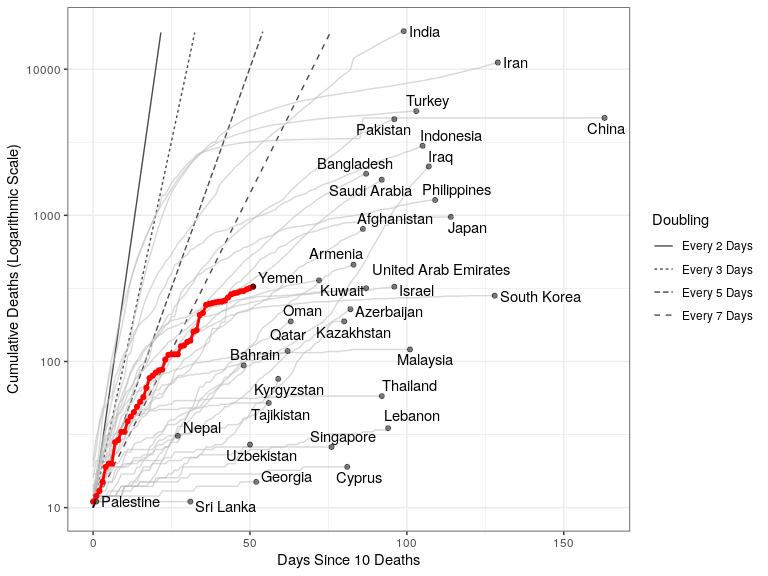 India
Iran
10000
Turkey
China
Pakistan
Indonesia
Iraq
Bangladesh
Saudi Arabia
Philippines
1000
Afghanistan
Japan
Armenia
United Arab Emirates
Yemen
Kuwait
Israel
South Korea
Oman
Azerbaijan
Qatar
Kazakhstan
Bahrain
100
Malaysia
Thailand
Kyrgyzstan
Tajikistan
Lebanon
Nepal
Singapore
Uzbekistan
Cyprus
Georgia
Palestine
Sri Lanka
10
0
50
100
150
Days Since 10 Deaths
Cumulative Deaths (Logarithmic Scale)
Doubling
Every 2 Days
Every 3 Days
Every 5 Days
Every 7 Days